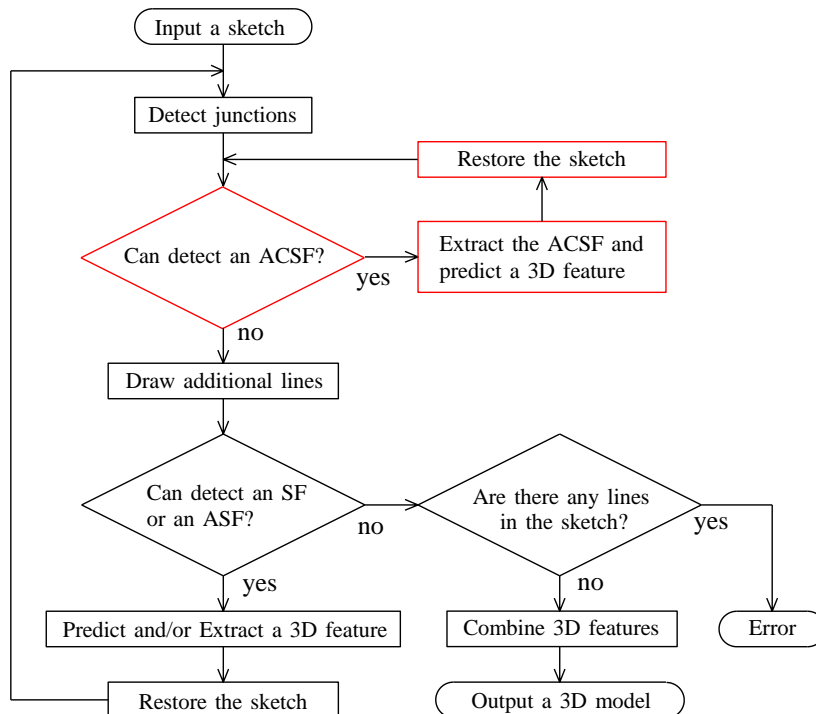 Input a sketch
Detect junctions
Restore the sketch
Can detect an ACSF?
yes
Extract the ACSF and
predict a 3D feature
no
Draw additional lines
Can detect an SF
or an ASF?
no
Are there any lines
in the sketch?
yes
yes
no
Predict and/or Extract a 3D feature
Combine 3D features
Error
Restore the sketch
Output a 3D model